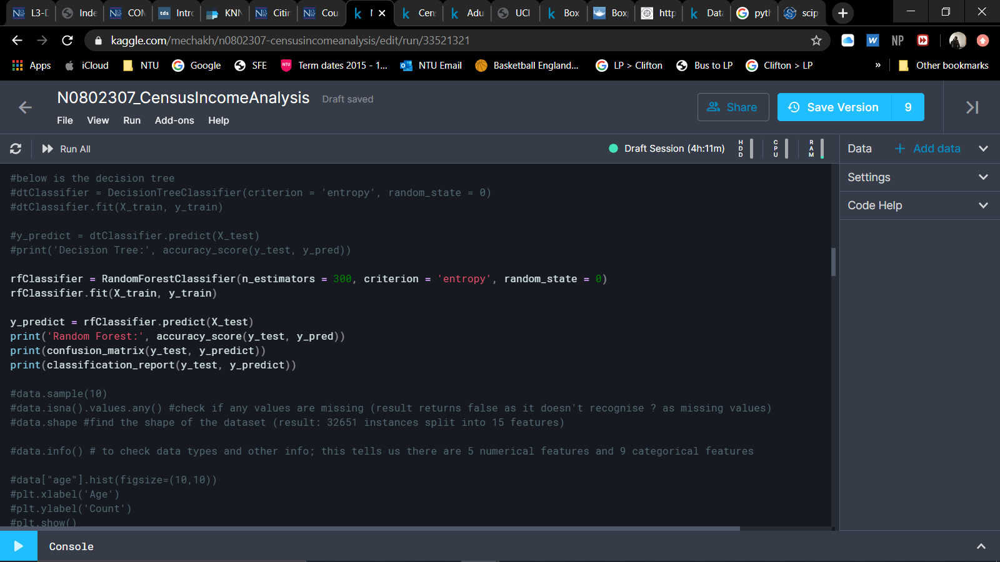 L3-D
Inde
CON
Intro
KNN
Citin
Cou
Cen
Adu
UCI
Box
Box
http
Data
pyth
scip
kaggle.com/mechakh/n0802307-censusincomeanalysis/edit/run/33521321
Apps
iCloud
NTU
Google
SFE
Term dates 2015 - 1...
NTU Email
Basketball England...
LP > Clifton
Bus to LP
Clifton > LP
»
Other bookmarks
N0802307_CensusIncomeAnalysis
Draft saved
File View Run Add-ons Help
Share
Save Version 9
Run All
Draft Session (4h:11m)
HDD
CPU
RAM
Data
+ Add data
Settings
Code Help
#below is the decision tree
#dtClassifier = DecisionTreeClassifier(criterion = 'entropy', random_state = 0)
#dtClassifier.fit(X_train, y_train)
#y_predict = dtClassifier.predict(X_test)
#print('Decision Tree:', accuracy_score(y_test, y_pred))
rfClassifier = RandomForestClassifier(n_estimators = 300, criterion = 'entropy', random_state = 0)
rfClassifier.fit(X_train, y_train)
y_predict = rfClassifier.predict(X_test)
print('Random Forest:', accuracy_score(y_test, y_pred))
print(confusion_matrix(y_test, y_predict))
print(classification_report(y_test, y_predict))
#data.sample(10)
#data.isna().values.any() #check if any values are missing (result returns false as it doesn't recognise ? as missing values)
#data.shape #find the shape of the dataset (result: 32651 instances split into 15 features)
#data.info() # to check data types and other info; this tells us there are 5 numerical features and 9 categorical features
#data["age"].hist(figsize=(10,10))
#plt.xlabel('Age')
#plt.ylabel('Count')
#plt.show()
Console